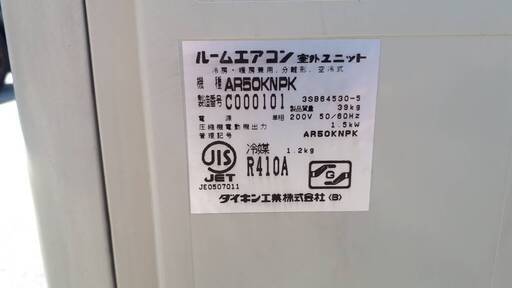 ルームエアコン 室外ユニット
冷房・暖房兼用, 分離形, 空冷式
機種 AR50KNPK
製造番号 C000101 3SB64530-5
製品質量 39kg
電源 単相 200V 50/60Hz
圧縮機電動機出力 1.5kW
管理記号 AR50KNPK
冷媒 1.2kg
R410A
JIS
JET
JE0507011
G
ダイキン工業株式会社 (B)